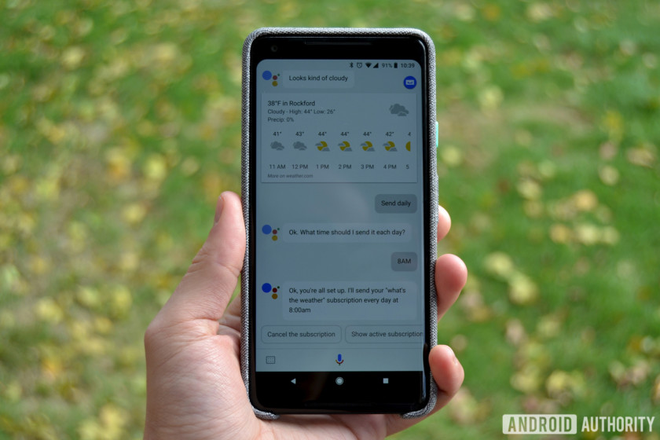 91% 10:39
Looks kind of cloudy
38°F in Rockford
Cloudy · High: 44° Low: 26°
Precip: 0%
41° 43° 44° 44° 44° 42°
11 AM 12 PM 1 PM 2 PM 3 PM 4 PM 5
More on weather.com
Send daily
Ok. What time should I send it each day?
8AM
Ok, you're all set up. I'll send your "what's
the weather" subscription every day at
8:00am
Cancel the subscription Show active subscription
ANDROID AUTHORITY